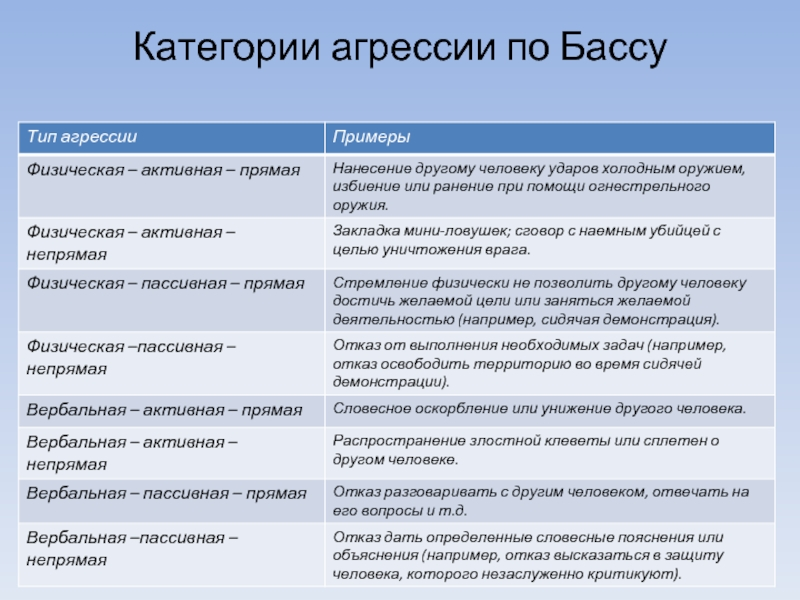 Категории агрессии по Бассу
Тип агрессии
Примеры
Физическая – активная – прямая
Нанесение другому человеку ударов холодным оружием,
избиение или ранение при помощи огнестрельного
оружия.
Физическая – активная –
непрямая
Закладка мини-ловушек; сговор с наемным убийцей с
целью уничтожения врага.
Физическая – пассивная – прямая
Стремление физически не позволить другому человеку
достичь желаемой цели или заняться желаемой
деятельностью (например, сидячая демонстрация).
Физическая –пассивная –
непрямая
Отказ от выполнения необходимых задач (например,
отказ освободить территорию во время сидячей
демонстрации).
Вербальная – активная – прямая
Словесное оскорбление или унижение другого человека.
Вербальная – активная –
непрямая
Распространение злостной клеветы или сплетен о
другом человеке.
Вербальная – пассивная – прямая
Отказ разговаривать с другим человеком, отвечать на
его вопросы и т.д.
Вербальная –пассивная –
непрямая
Отказ дать определенные словесные пояснения или
объяснения (например, отказ высказаться в защиту
человека, которого незаслуженно критикуют).